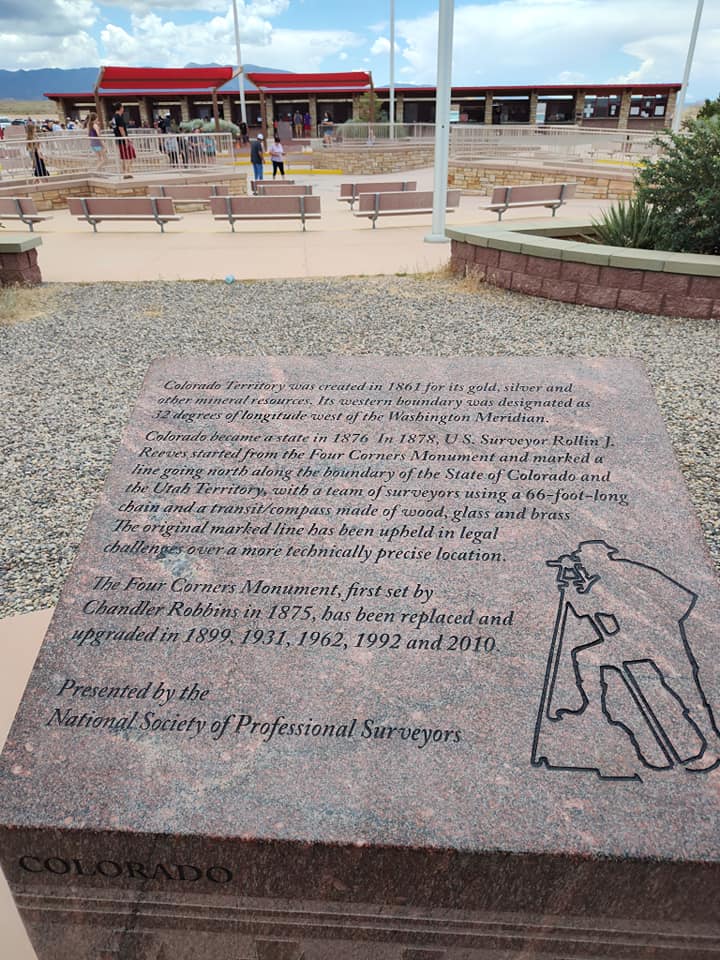 Colorado Territory was created in 1861 for its gold, silver and
other mineral resources. Its western boundary was designated as
32 degrees of longitude west of the Washington Meridian.
Colorado became a state in 1876 In 1878, U.S. Surveyor Rollin J.
Reeves started from the Four Corners Monument and marked a
line going north along the boundary of the State of Colorado and
the Utah Territory, with a team of surveyors using a 66-foot-long
chain and a transit/compass made of wood, glass and brass
The original marked line has been upheld in legal
challenges over a more technically precise location.
The Four Corners Monument, first set by
Chandler Robbins in 1875, has been replaced and
upgraded in 1899, 1931, 1962, 1992 and 2010.
Presented by the
National Society of Professional Surveyors
COLORADO